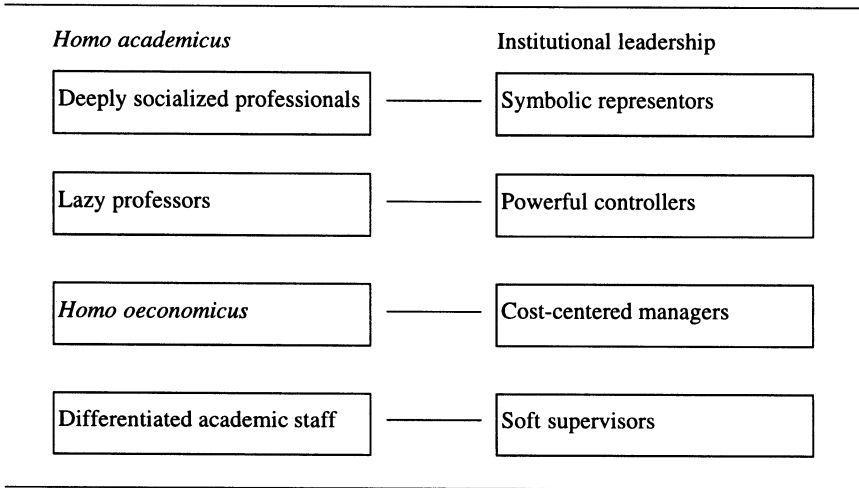 Homo academicus
Institutional leadership
Deeply socialized professionals
Symbolic representors
Lazy professors
Powerful controllers
Homo oeconomicus
Cost-centered managers
Differentiated academic staff
Soft supervisors